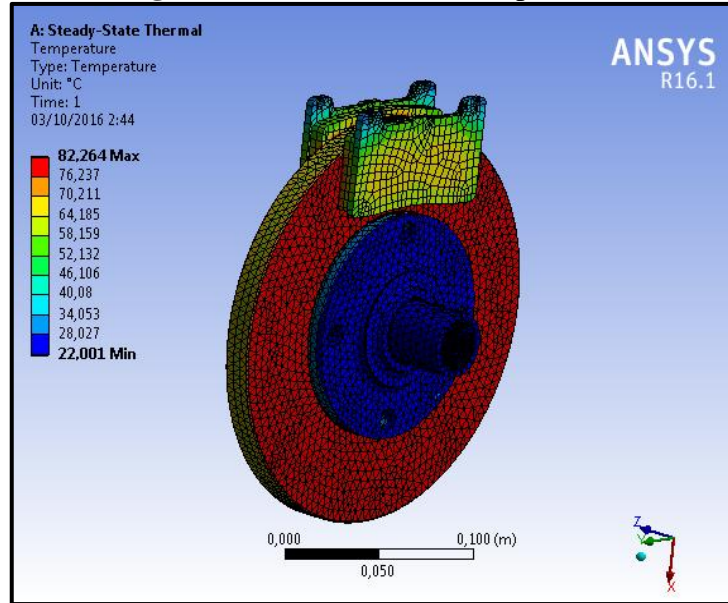 A: Steady-State Thermal
Temperature
Type: Temperature
Unit: °C
Time: 1
03/10/2016 2:44
ANSYS
R16.1
82,264 Max
76,237
70,211
64,185
58,159
52,132
46,106
40,08
34,053
28,027
22,001 Min
0,000
0,100 (m)
0,050
Z
Y
X